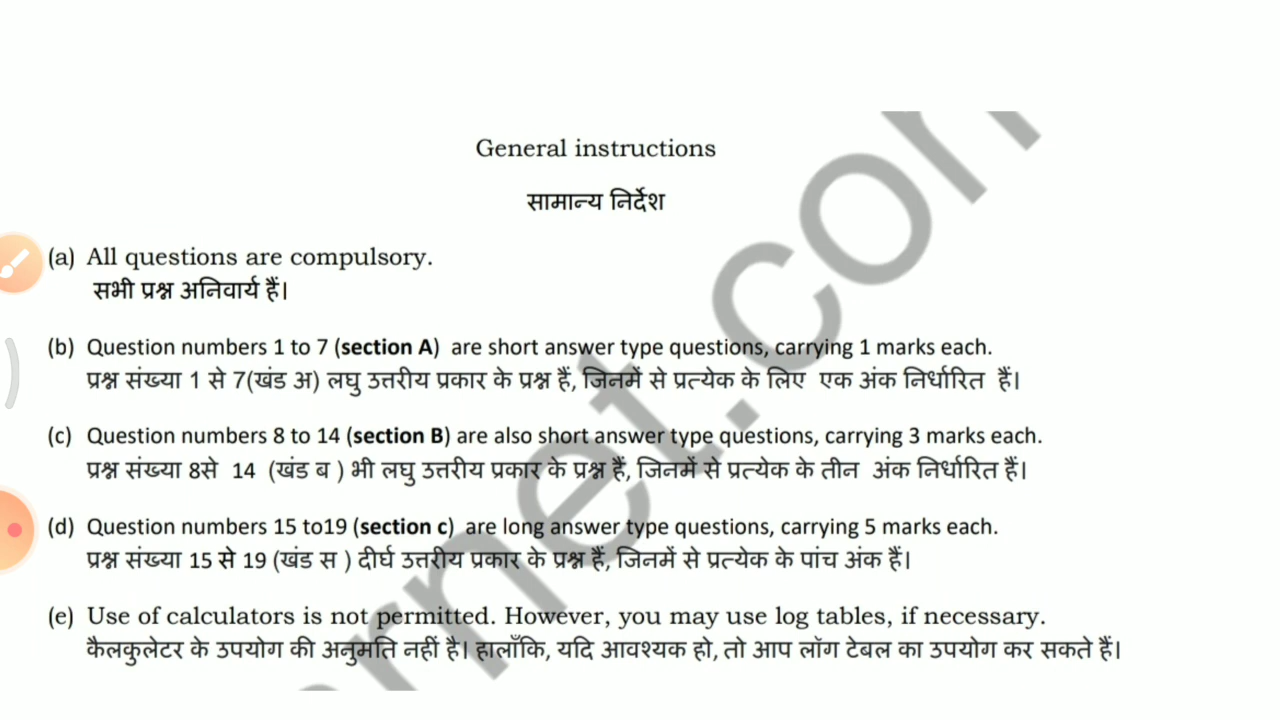 General instructions
सामान्य निर्देश
(a) All questions are compulsory.
सभी प्रश्न अनिवार्य हैं।
(b) Question numbers 1 to 7 (section A) are short answer type questions, carrying 1 marks each.
प्रश्न संख्या 1 से 7(खंड अ) लघु उत्तरीय प्रकार के प्रश्न हैं, जिनमें से प्रत्येक के लिए एक अंक निर्धारित हैं।
(c) Question numbers 8 to 14 (section B) are also short answer type questions, carrying 3 marks each.
प्रश्न संख्या 8से 14 (खंड ब ) भी लघु उत्तरीय प्रकार के प्रश्न हैं, जिनमें से प्रत्येक के तीन अंक निर्धारित हैं।
(d) Question numbers 15 to19 (section c) are long answer type questions, carrying 5 marks each.
प्रश्न संख्या 15 से 19 (खंड स ) दीर्घ उत्तरीय प्रकार के प्रश्न हैं, जिनमें से प्रत्येक के पांच अंक हैं।
(e) Use of calculators is not permitted. However, you may use log tables, if necessary.
कैलकुलेटर के उपयोग की अनुमति नहीं है। हालाँकि, यदि आवश्यक हो, तो आप लॉग टेबल का उपयोग कर सकते हैं।
ernet.com